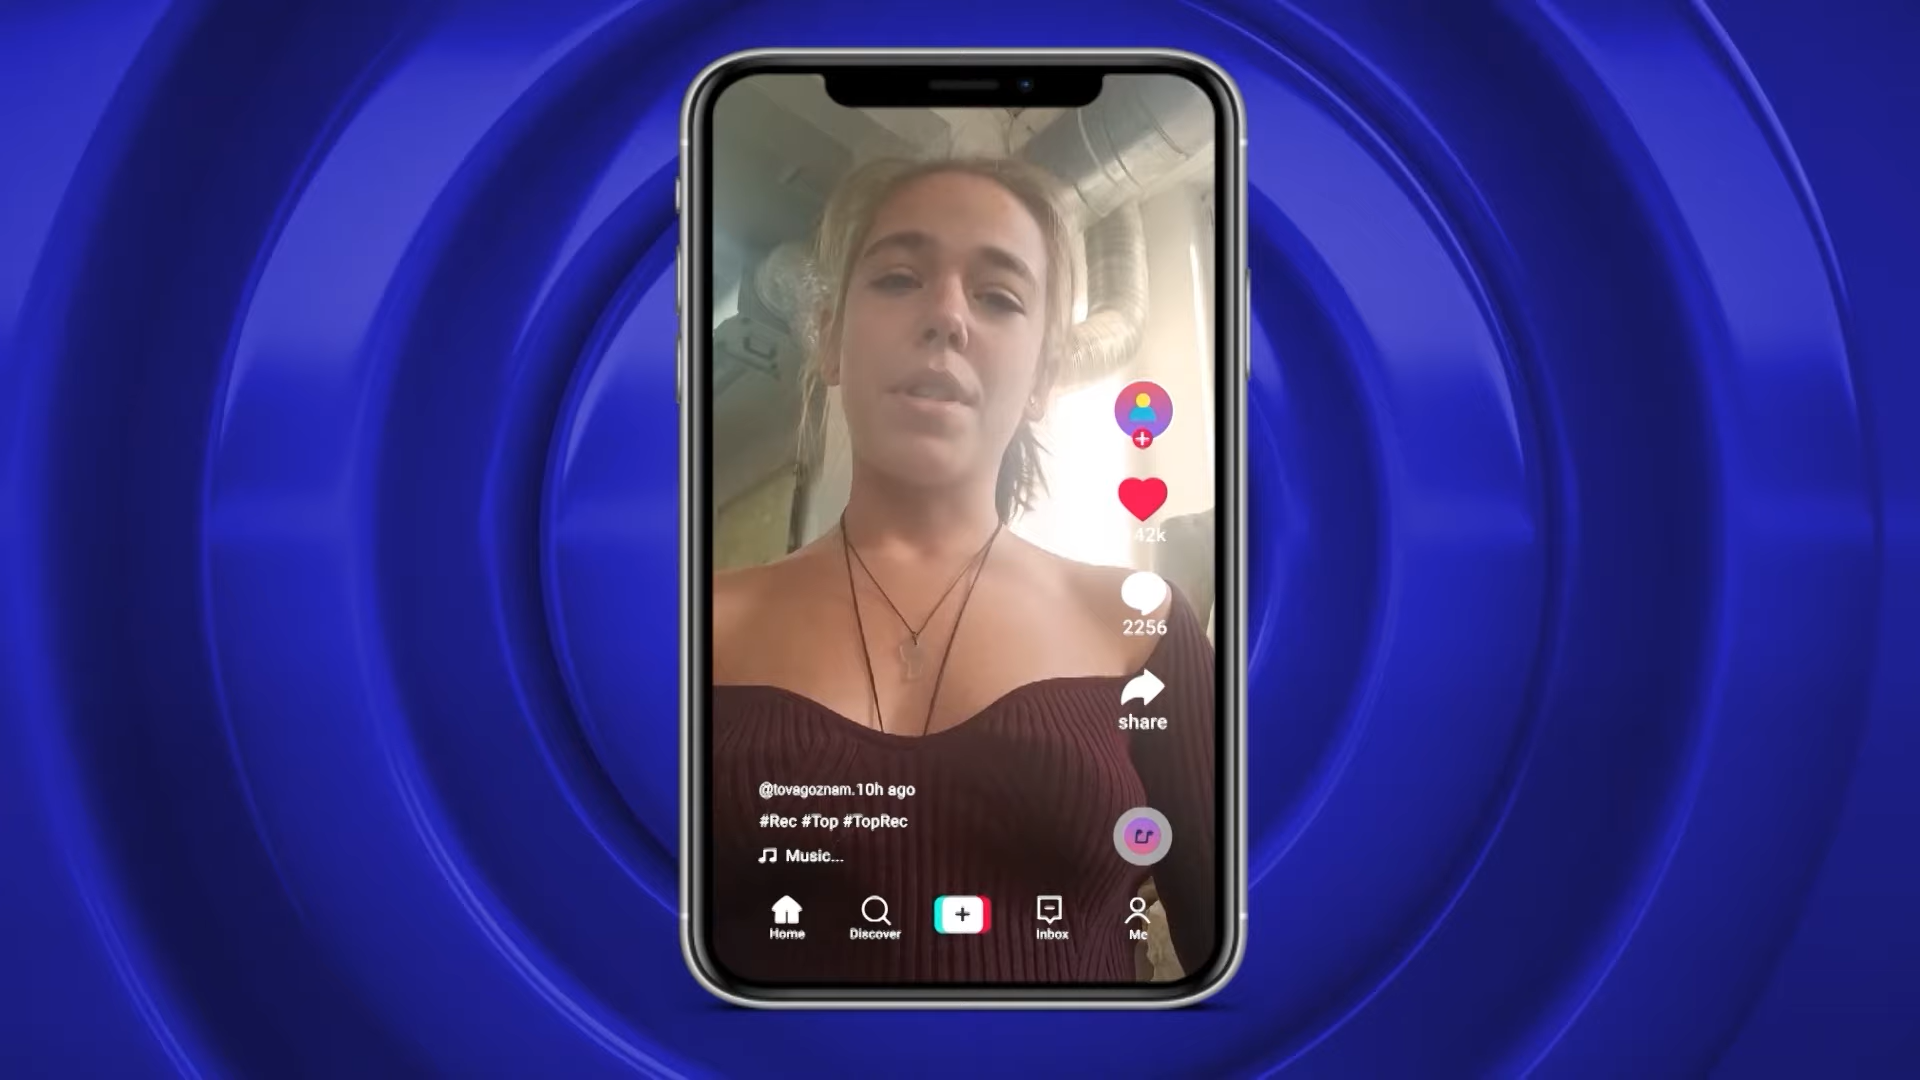 42k
2256
share
@tovagoznam.10h ago
#Rec #Top #TopRec
Music...
Home
Discover
Inbox
Me